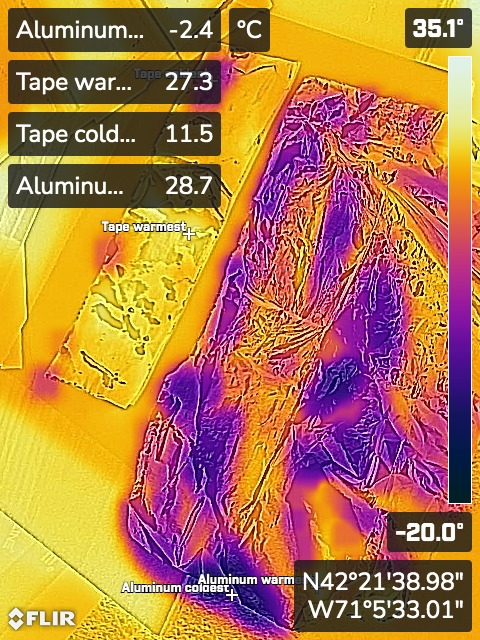 Aluminum... -2.4 °C
35.1°
Tape war... 27.3
Tape
Tape cold... 11.5
Aluminu... 28.7
Tape warmest
-20.0°
Aluminum warm
Aluminum coldest
N42°21'38.98"
W71°5'33.01"
FLIR